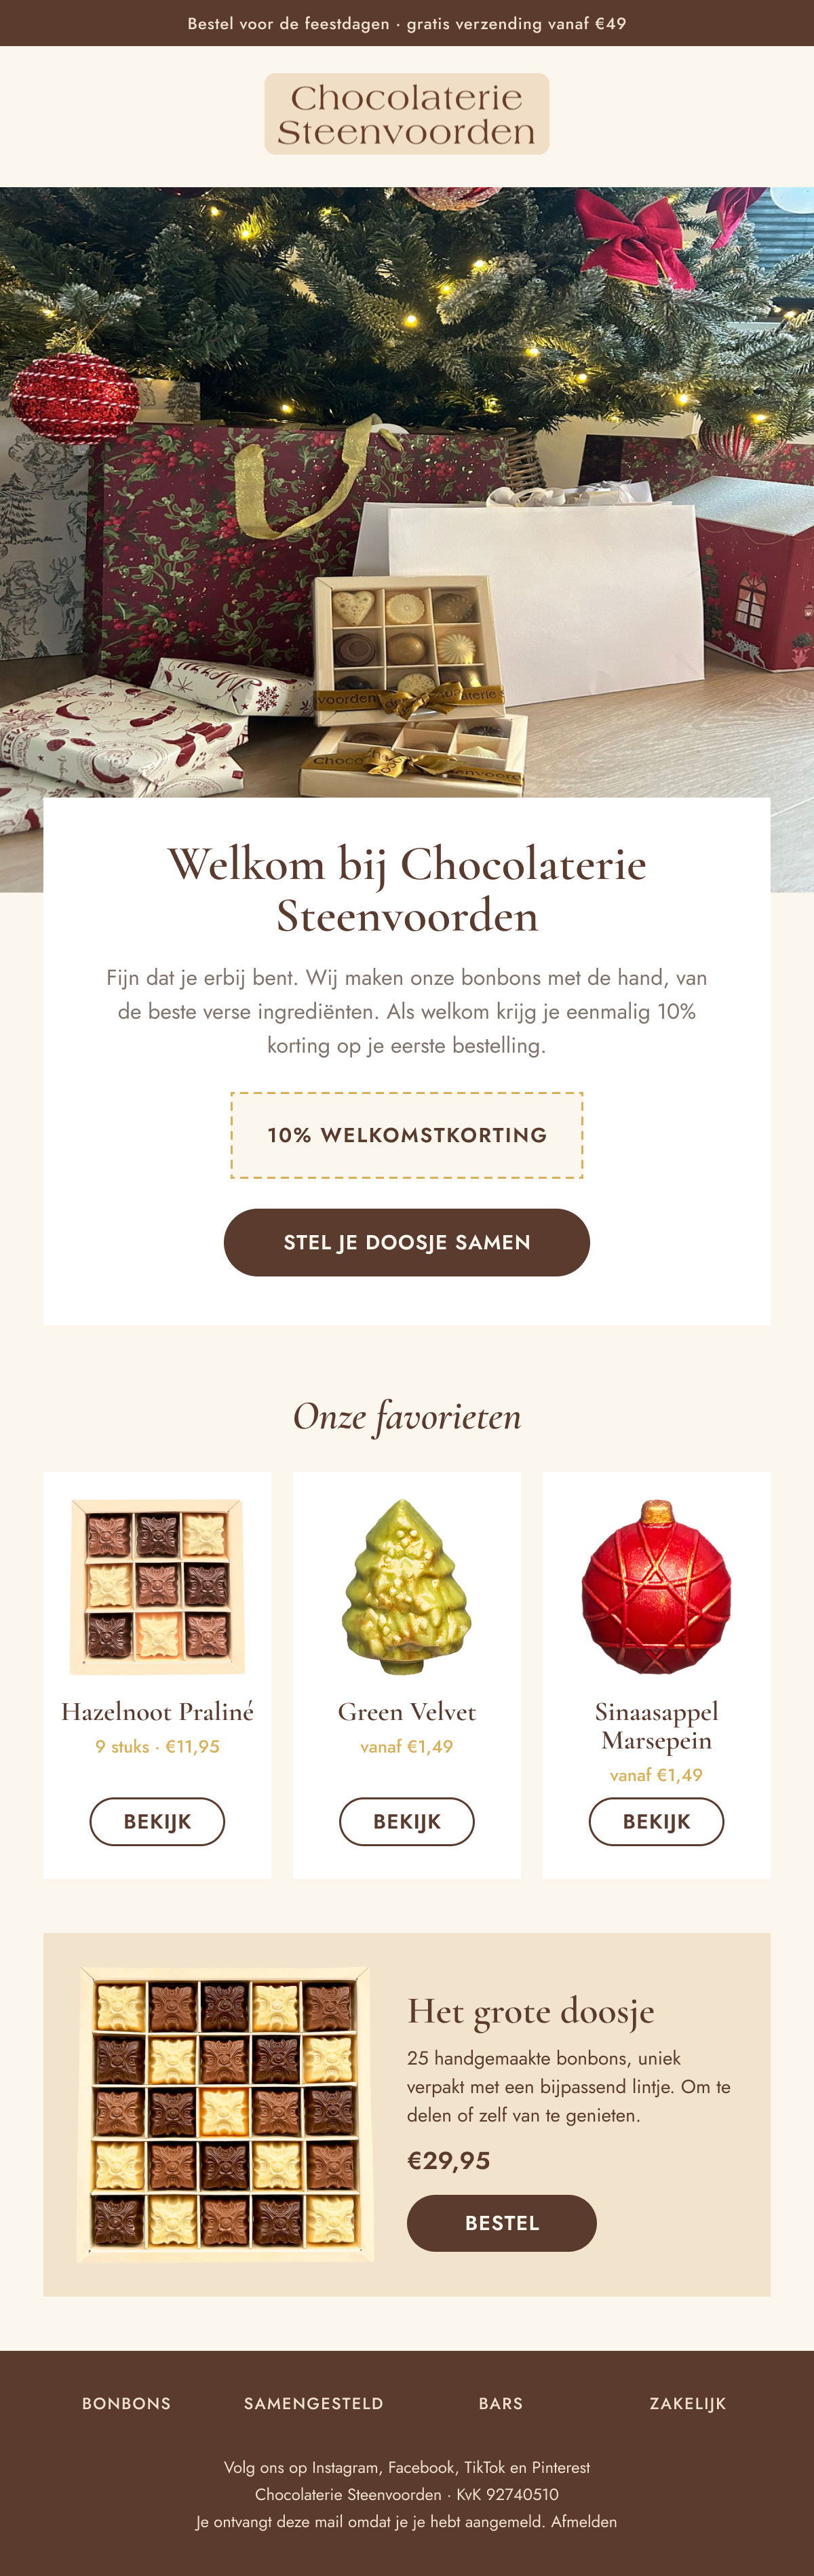 Bestel voor de feestdagen · gratis verzending vanaf €49
Chocolaterie
Steenvoorden
voorden
aterie
Choco
nvoord
Welkom bij Chocolaterie
Steenvoorden
Fijn dat je erbij bent. Wij maken onze bonbons met de hand, van
de beste verse ingrediënten. Als welkom krijg je eenmalig 10%
korting op je eerste bestelling.
10% WELKOMSTKORTING
STEL JE DOOSJE SAMEN
Onze favorieten
Hazelnoot Praliné
9 stuks · €11,95
BEKIJK
Green Velvet
vanaf €1,49
BEKIJK
Sinaasappel
Marsepein
vanaf €1,49
BEKIJK
Het grote doosje
25 handgemaakte bonbons, uniek
verpakt met een bijpassend lintje. Om te
delen of zelf van te genieten.
€29,95
BESTEL
BONBONS SAMENGESTELD BARS ZAKELIJK
Volg ons op Instagram, Facebook, TikTok en Pinterest
Chocolaterie Steenvoorden · KvK 92740510
Je ontvangt deze mail omdat je je hebt aangemeld. Afmelden